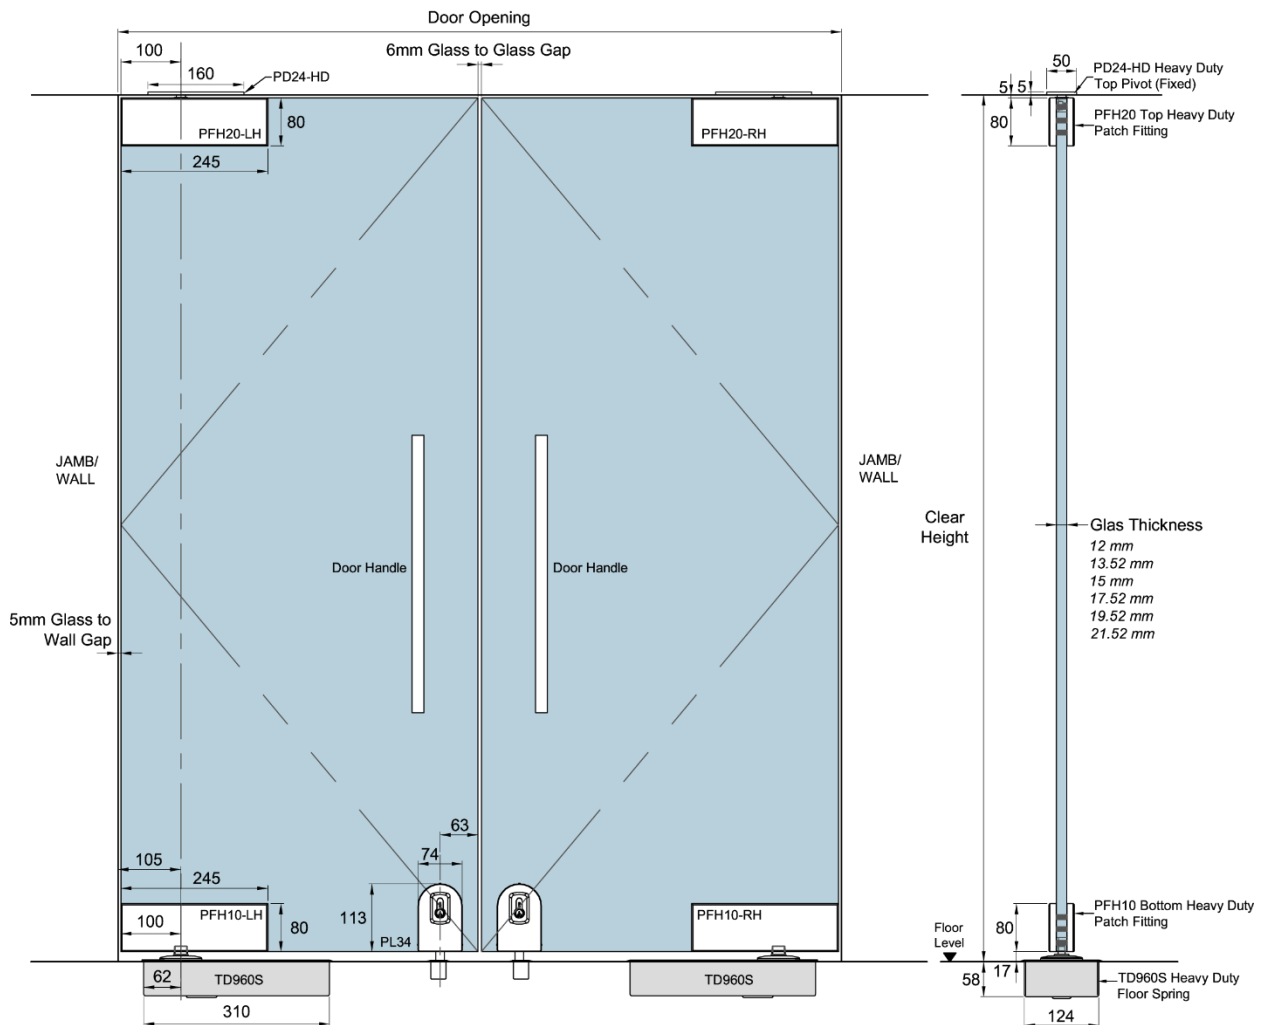 Door Opening
100
6mm Glass to Glass Gap
160
PD24-HD
50
PD24-HD Heavy Duty
Top Pivot (Fixed)
5
5
80
PFH20-LH
PFH20-RH
80
PFH20 Top Heavy Duty
Patch Fitting
245
JAMB/
WALL
JAMB/
WALL
Clear
Height
Glas Thickness
12 mm
13.52 mm
15 mm
17.52 mm
19.52 mm
21.52 mm
Door Handle
Door Handle
5mm Glass to
Wall Gap
63
74
105
245
100
PFH10-LH
80
113
PL34
PFH10-RH
80
PFH10 Bottom Heavy Duty
Patch Fitting
Floor
Level
62
TD960S
TD960S
58
17
TD960S Heavy Duty
Floor Spring
310
124